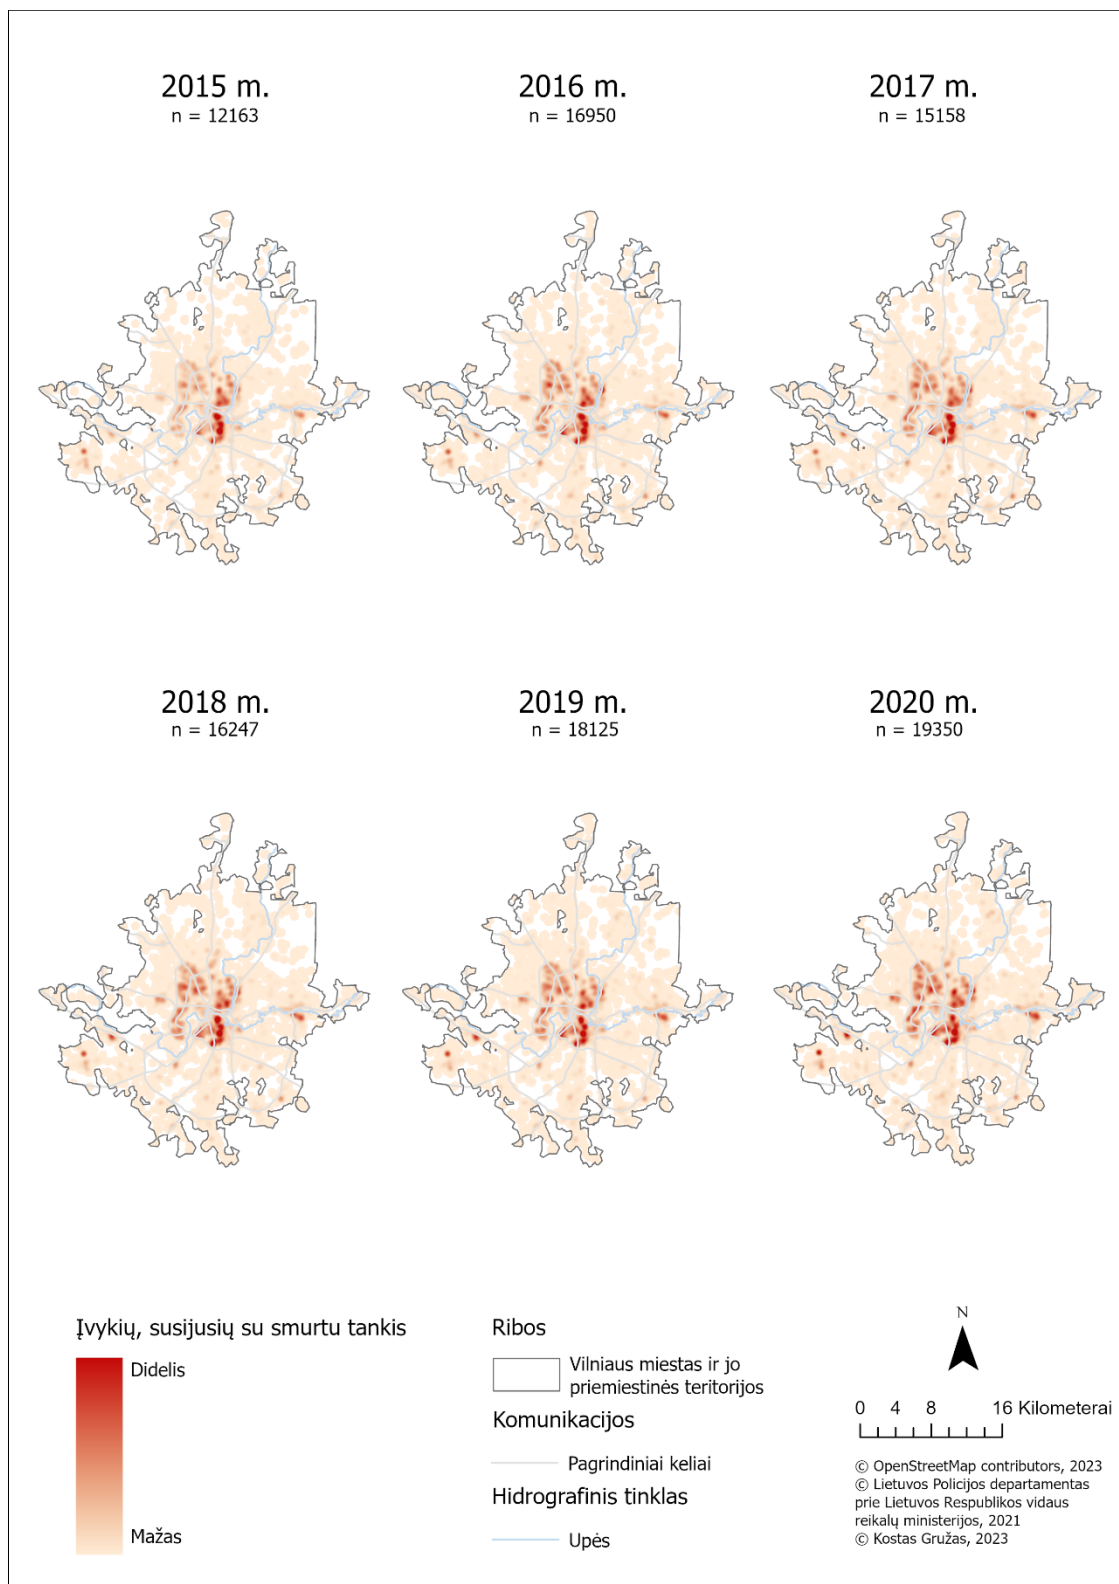 2015 m.
n = 12163
2016 m.
n = 16950
2017 m.
n = 15158
2018 m.
n = 16247
2019 m.
n = 18125
2020 m.
n = 19350
Įvykių, susijusių su smurtu tankis
Didelis
Mažas
Ribos
Vilniaus miestas ir jo
priemiestinės teritorijos
Komunikacijos
Pagrindiniai keliai
Hidrografinis tinklas
Upės
N
0 4 8 16 Kilometerai
© OpenStreetMap contributors, 2023
© Lietuvos Policijos departamentas
prie Lietuvos Respublikos vidaus
reikalų ministerijos, 2021
© Kostas Gružas, 2023